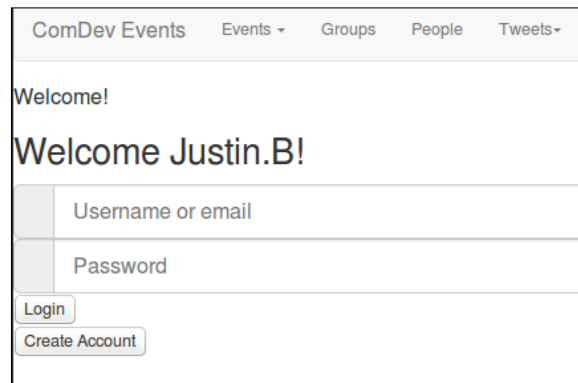 ComDev Events Events Groups People Tweets
Welcome!
Welcome Justin.B!
Username or email
Password
Login
Create Account